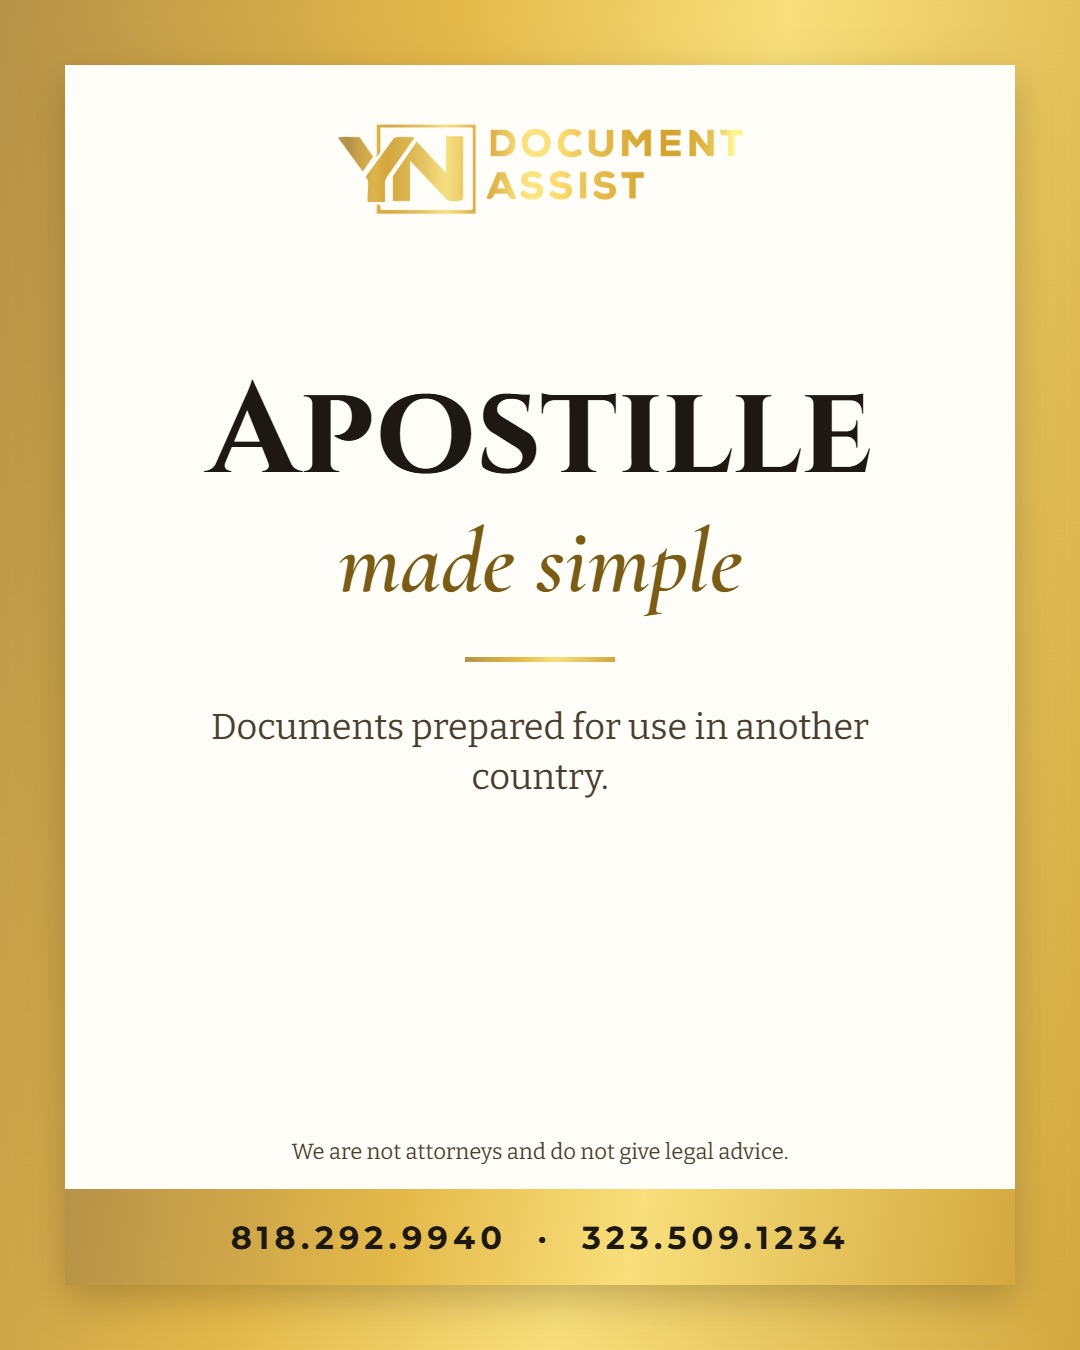 YN DOCUMENT
ASSIST
APOSTILLE
made simple
Documents prepared for use in another
country.
We are not attorneys and do not give legal advice.
818.292.9940 · 323.509.1234